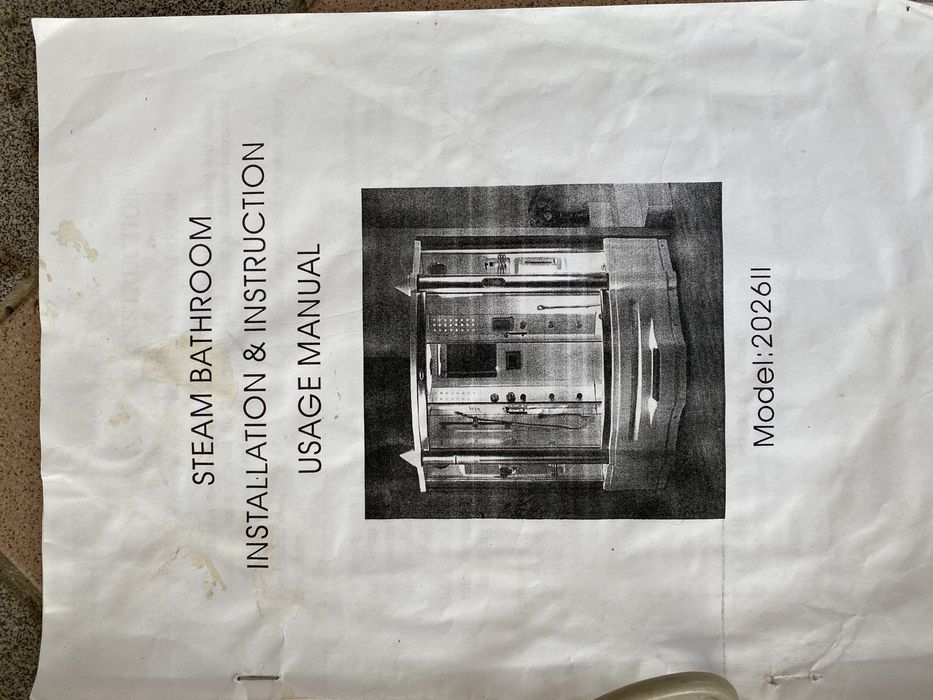 STEAM BATHROOM
INSTALLATION & INSTRUCTION
USAGE MANUAL
Model:2026II